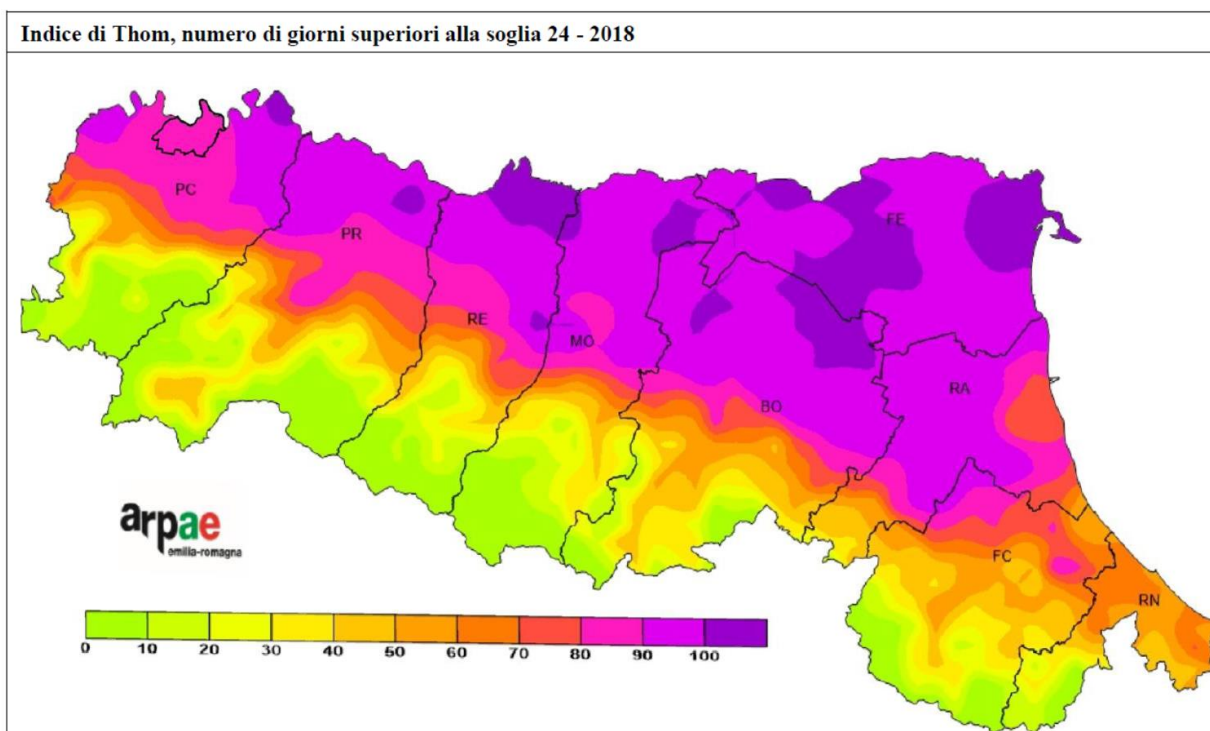 Indice di Thom, numero di giorni superiori alla soglia 24 - 2018
PC
PR
RE
MO
FE
BO
RA
FC
RN
arpae
emilia-romagna
0 10 20 30 40 50 60 70 80 90 100